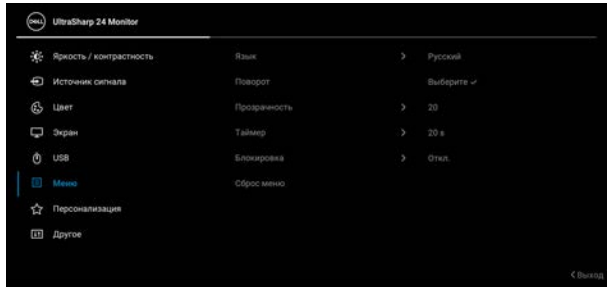 DELL UltraSharp 24 Monitor
Яркость / контрастность Язык > Русский
Источник сигнала Поворот Выберите ✓
Цвет Прозрачность > 20
Экран Таймер > 20 s
USB Блокировка > Откл.
Меню Сброс меню
Персонализация
Другое
< Выход